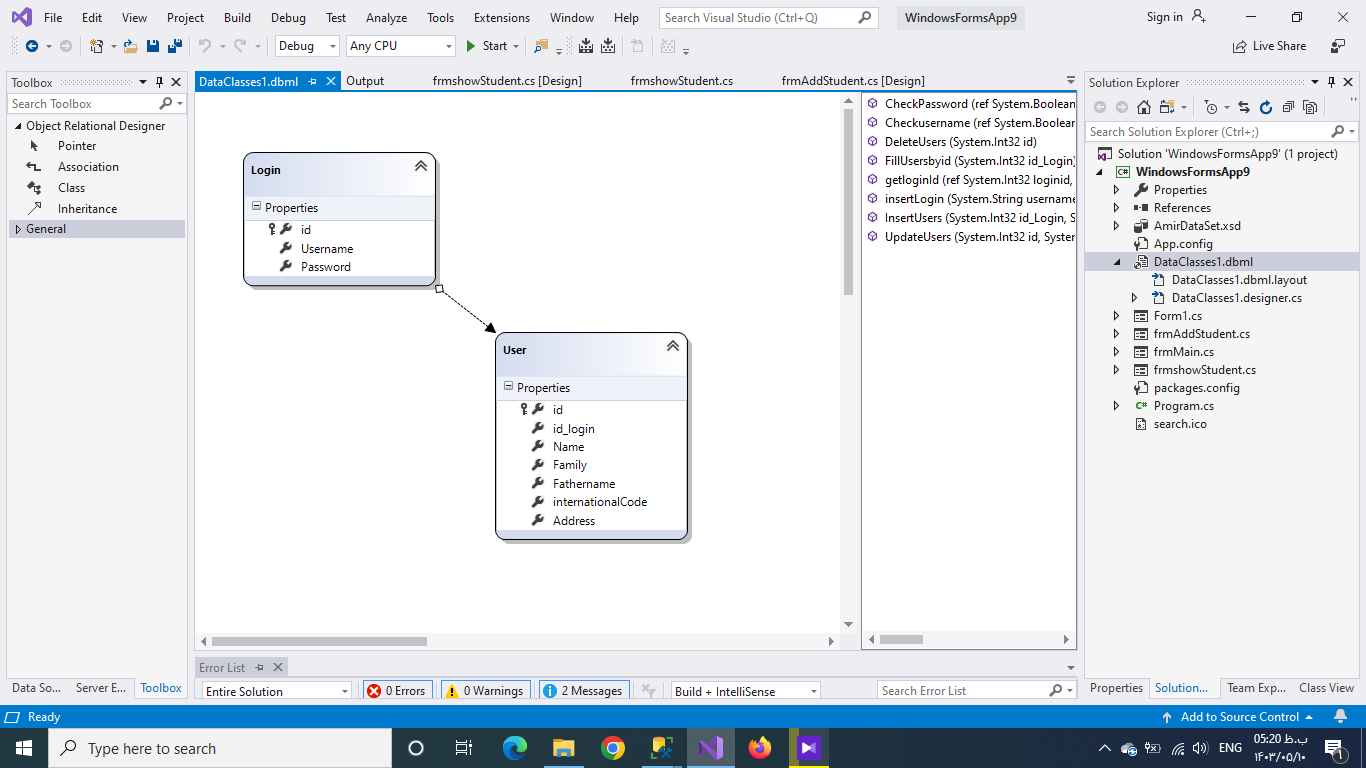 File Edit View Project Build Debug Test Analyze Tools Extensions Window Help Search Visual Studio (Ctrl+Q) WindowsFormsApp9 Sign in
Debug Any CPU Start Live Share
Toolbox
Search Toolbox
Object Relational Designer
Pointer
Association
Class
Inheritance
General
DataClasses1.dbml Output frmshowStudent.cs [Design] frmshowStudent.cs frmAddStudent.cs [Design]
Login
Properties
id
Username
Password
User
Properties
id
id_login
Name
Family
Fathername
internationalCode
Address
CheckPassword (ref System.Boolean
Checkusername (ref System.Boolean
DeleteUsers (System.Int32 id)
FillUsersbyid (System.Int32 id_Login)
getloginId (ref System.Int32 loginid,
insertLogin (System.String username
InsertUsers (System.Int32 id_Login, S
UpdateUsers (System.Int32 id, System
Solution Explorer
Search Solution Explorer (Ctrl+;)
Solution 'WindowsFormsApp9' (1 project)
C# WindowsFormsApp9
Properties
References
AmirDataSet.xsd
App.config
DataClasses1.dbml
DataClasses1.dbml.layout
DataClasses1.designer.cs
Form1.cs
frmAddStudent.cs
frmMain.cs
frmshowStudent.cs
packages.config
C# Program.cs
search.ico
Error List
Entire Solution 0 Errors 0 Warnings 2 Messages Build + IntelliSense Search Error List
Data So... Server E... Toolbox
Properties Solution... Team Exp... Class View
Ready Add to Source Control
Type here to search
ENG
05:20 ب.ظ
۱۴۰۳/۰۵/۱۰
1